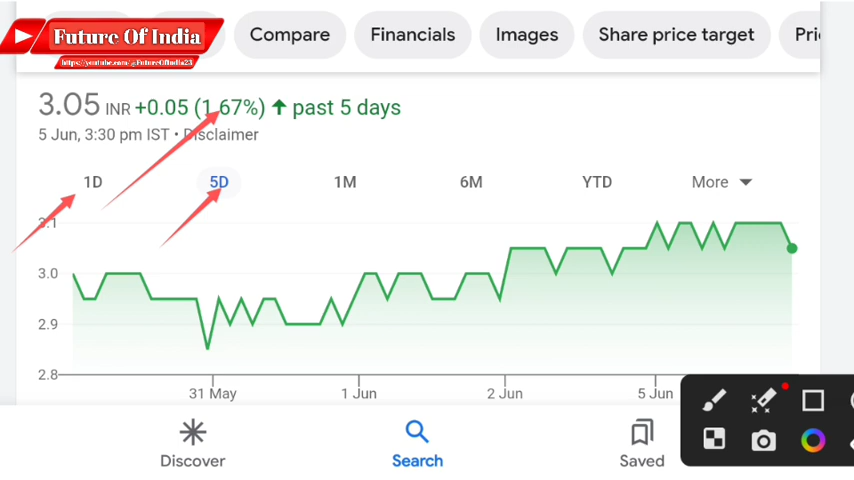 Future Of India
https://youtube.com/@FutureOfIndia23
Compare
Financials
Images
Share price target
Pri
3.05 INR +0.05 (1.67%) ↑ past 5 days
5 Jun, 3:30 pm IST • Disclaimer
1D 5D 1M 6M YTD More
3.1
3.0
2.9
2.8
31 May 1 Jun 2 Jun 5 Jun
Discover Search Saved